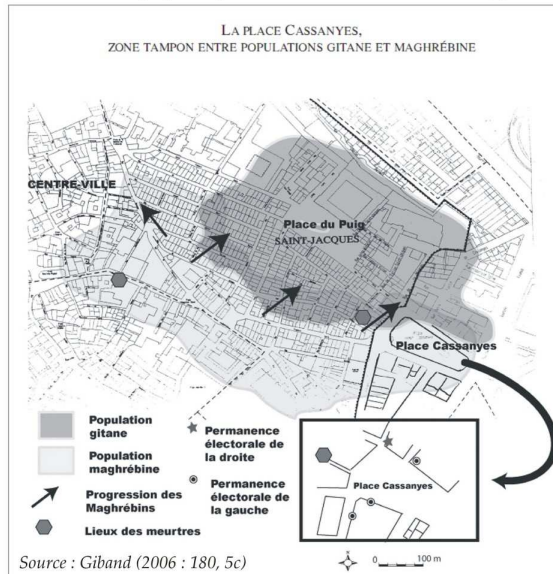 LA PLACE CASSANYES,
ZONE TAMPON ENTRE POPULATIONS GITANE ET MAGHRÉBINE
CENTRE-VILLE
Place du Puig
SAINT-JACQUES
Place Cassanyes
Population
gitane
Population
maghrébine
Progression des
Maghrébins
Lieux des meurtres
Permanence
électorale de
la droite
Permanence
électorale de
la gauche
Place Cassanyes
0 100 m
Source : Giband (2006 : 180, 5c)